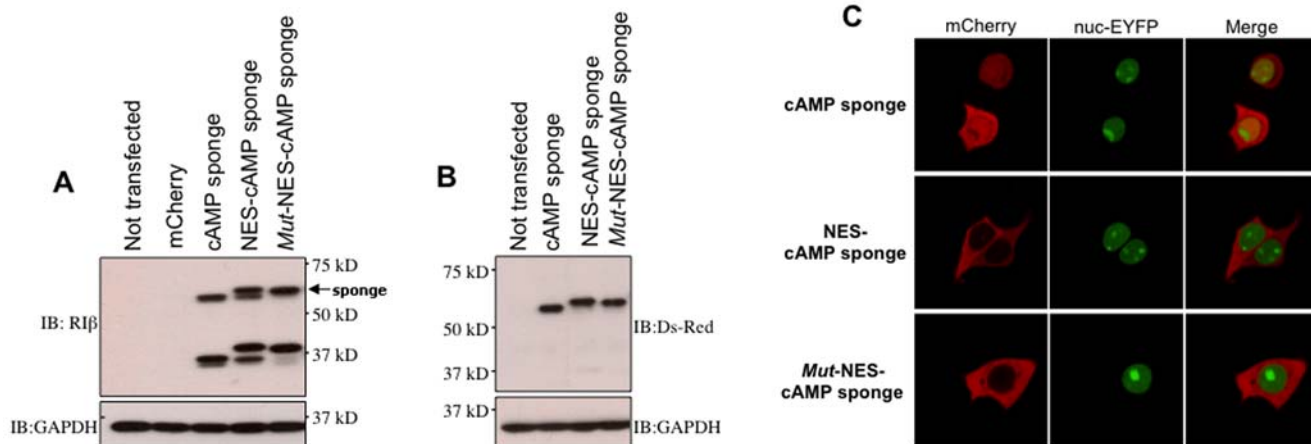 A
Not transfected
mCherry
cAMP sponge
NES-cAMP sponge
Mut-NES-cAMP sponge
75 kD
sponge
50 kD
37 kD
IB: RIβ
37 kD
IB:GAPDH
B
Not transfected
cAMP sponge
NES-cAMP sponge
Mut-NES-cAMP sponge
75 kD
50 kD
37 kD
IB:Ds-Red
37 kD
IB:GAPDH
C
mCherry nuc-EYFP Merge
cAMP sponge
NES-
cAMP sponge
Mut-NES-
cAMP sponge